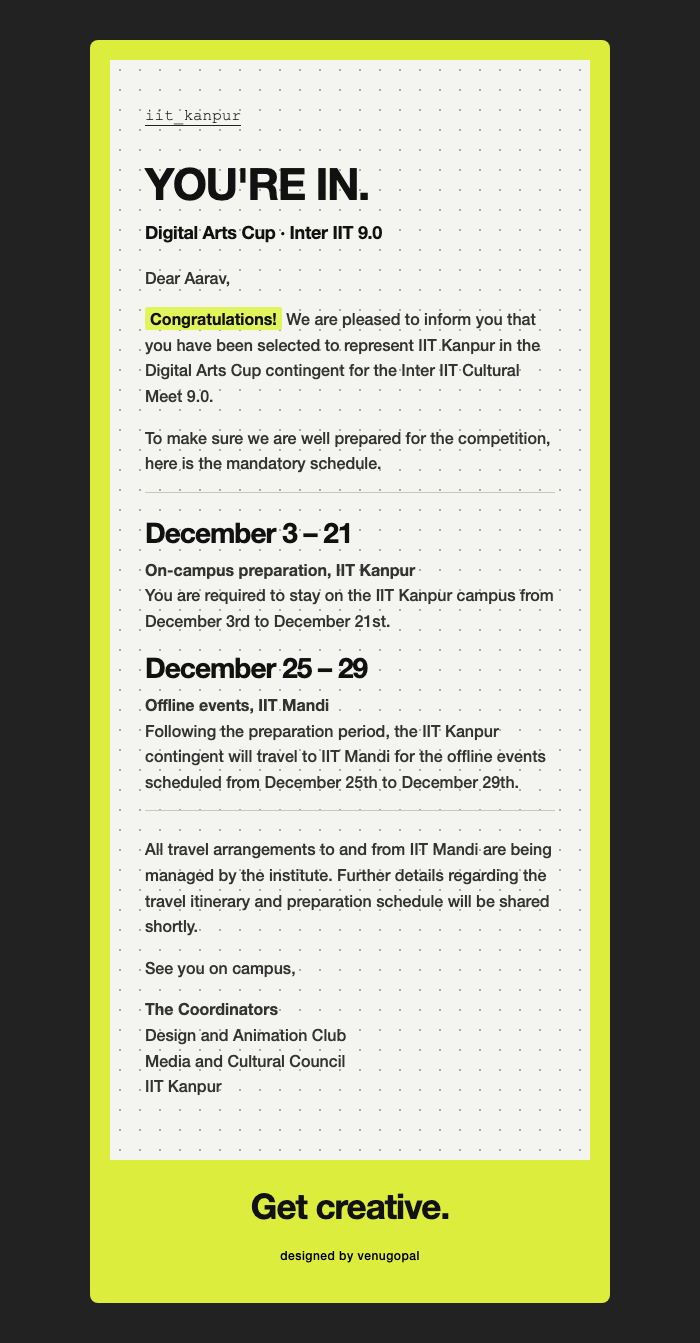 iit_kanpur
YOU'RE IN.
Digital Arts Cup · Inter IIT 9.0
Dear Aarav,
Congratulations! We are pleased to inform you that
you have been selected to represent IIT Kanpur in the
Digital Arts Cup contingent for the Inter IIT Cultural
Meet 9.0.
To make sure we are well prepared for the competition,
here is the mandatory schedule.
December 3 – 21
On-campus preparation, IIT Kanpur
You are required to stay on the IIT Kanpur campus from
December 3rd to December 21st.
December 25 – 29
Offline events, IIT Mandi
Following the preparation period, the IIT Kanpur
contingent will travel to IIT Mandi for the offline events
scheduled from December 25th to December 29th.
All travel arrangements to and from IIT Mandi are being
managed by the institute. Further details regarding the
travel itinerary and preparation schedule will be shared
shortly.
See you on campus,
The Coordinators
Design and Animation Club
Media and Cultural Council
IIT Kanpur
Get creative.
designed by venugopal